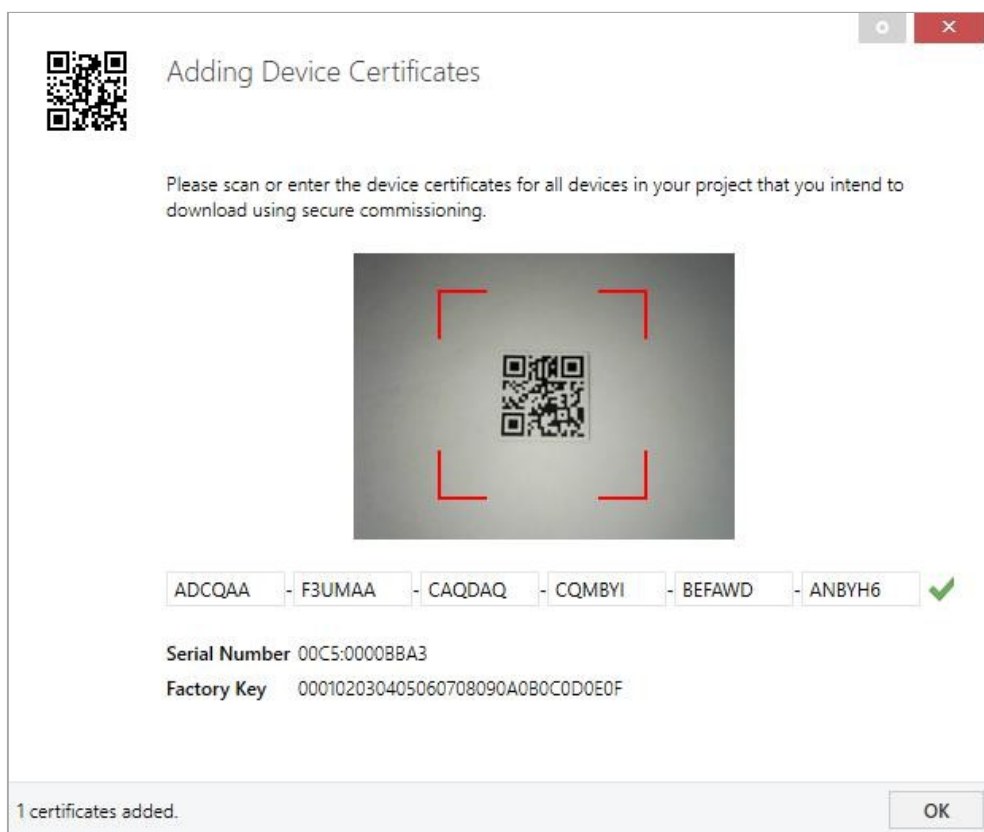 Adding Device Certificates
Please scan or enter the device certificates for all devices in your project that you intend to
download using secure commissioning.
ADCQAA - F3UMAA - CAQDAQ - CQMBYI - BEFAWD - ANBYH6
Serial Number 00C5:0000BBA3
Factory Key 000102030405060708090A0B0C0D0E0F
1 certificates added.
OK